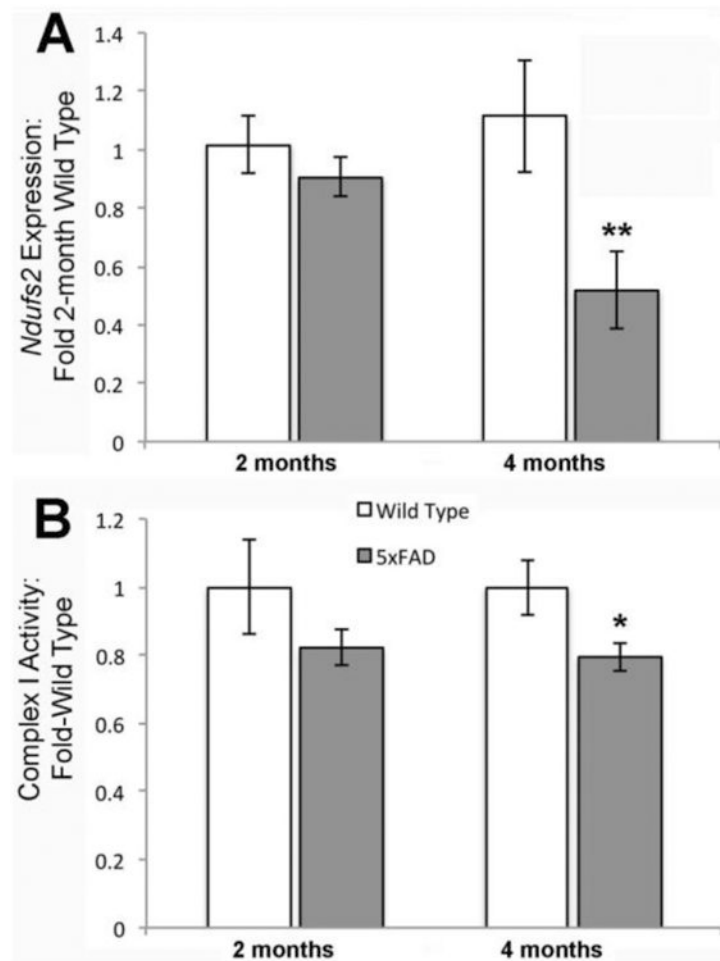 A
Ndufs2 Expression:
Fold 2-month Wild Type
1.4
1.2
1
0.8
0.6
0.4
0.2
0
**
2 months
4 months
B
Complex I Activity:
Fold-Wild Type
1.2
1
0.8
0.6
0.4
0.2
0
Wild Type
5xFAD
*
2 months
4 months